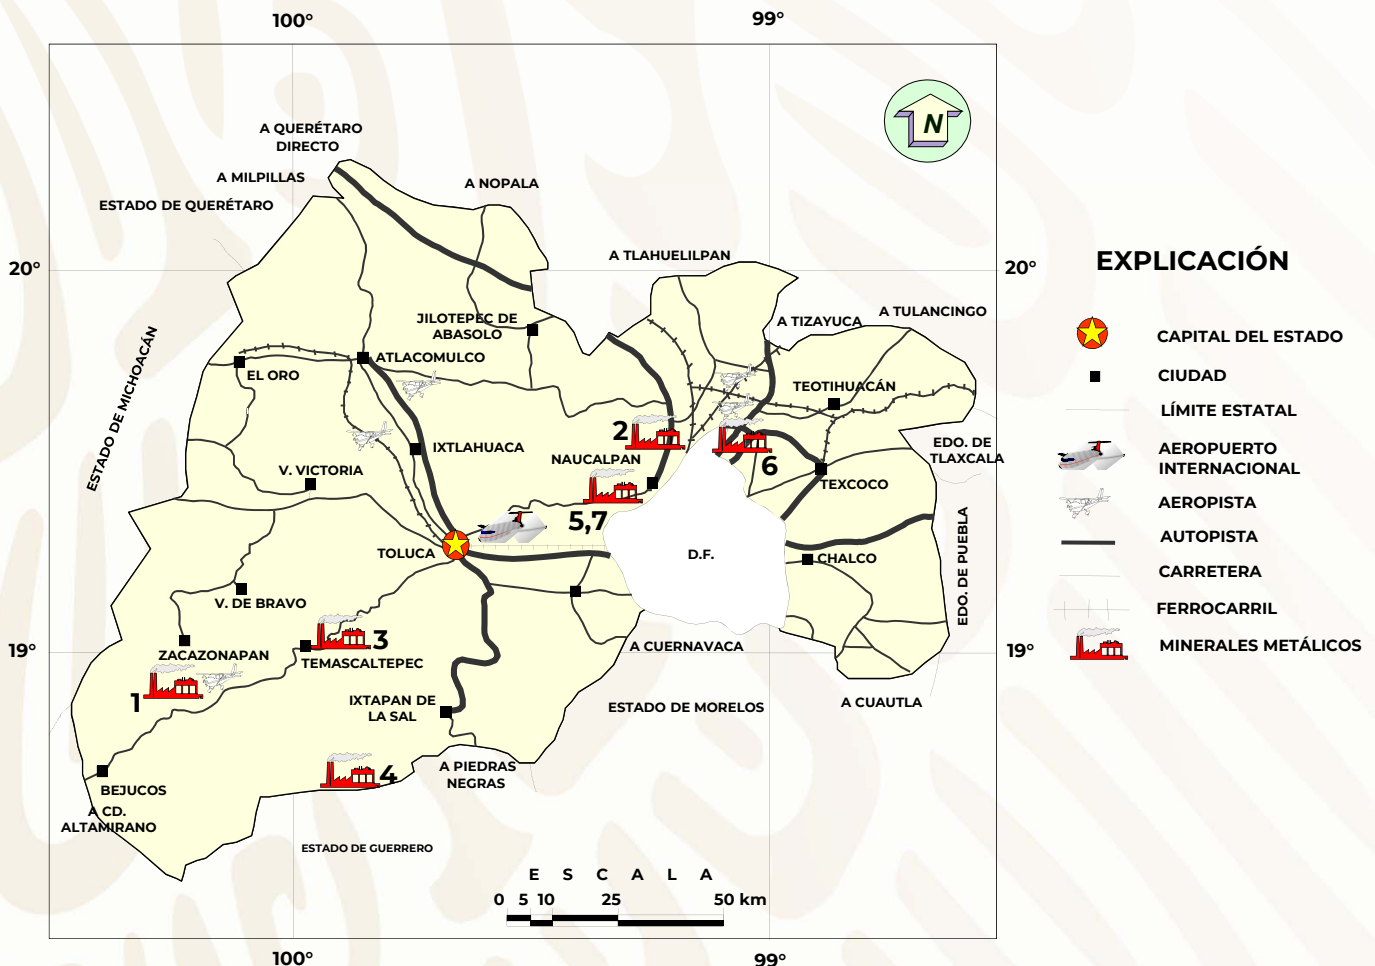 100°
99°
N
A QUERÉTARO
DIRECTO
A MILPILLAS
A NOPALA
ESTADO DE QUERÉTARO
20°
A TLAHUELILPAN
20°
EXPLICACIÓN
JILOTEPEC DE
ABASOLO
A TIZAYUCA
A TULANCINGO
CAPITAL DEL ESTADO
ESTADO DE MICHOACÁN
ATLACOMULCO
EL ORO
TEOTIHUACÁN
CIUDAD
LÍMITE ESTATAL
2
IXTLAHUACA
NAUCALPAN
6
EDO. DE
TLAXCALA
AEROPUERTO
INTERNACIONAL
V. VICTORIA
TEXCOCO
AEROPISTA
5,7
TOLUCA
D.F.
CHALCO
EDO. DE PUEBLA
AUTOPISTA
CARRETERA
V. DE BRAVO
FERROCARRIL
3
ZACAZONAPAN
TEMASCALTEPEC
A CUERNAVACA
19°
19°
MINERALES METÁLICOS
1
IXTAPAN DE
LA SAL
ESTADO DE MORELOS
A CUAUTLA
4
A PIEDRAS
NEGRAS
BEJUCOS
A CD.
ALTAMIRANO
ESTADO DE GUERRERO
E S C A L A
0 5 10 25 50 km
100°
99°